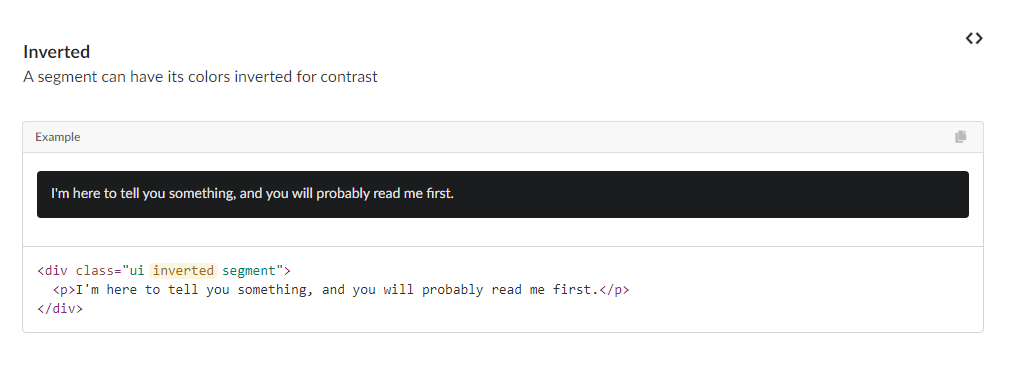 Inverted
A segment can have its colors inverted for contrast
Example
I'm here to tell you something, and you will probably read me first.
<div class="ui inverted segment">
  <p>I'm here to tell you something, and you will probably read me first.</p>
</div>